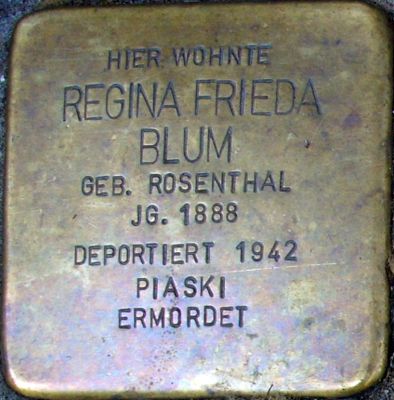 HIER WOHNTE
REGINA FRIEDA
BLUM
GEB. ROSENTHAL
JG. 1888
DEPORTIERT 1942
PIASKI
ERMORDET